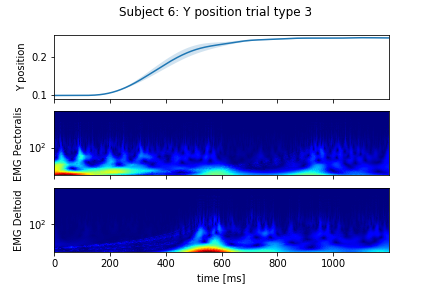 Subject 6: Y position trial type 3
Y position
0.2
0.1
EMG Pectoralis
10²
EMG Deltoid
10²
0 200 400 600 800 1000
time [ms]